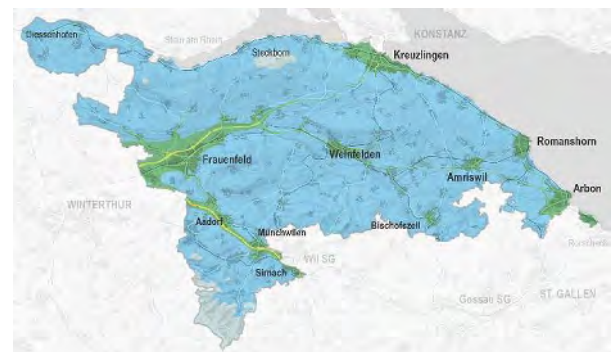 Diessenhofen
Stein am Rhein
Steckborn
KONSTANZ
Kreuzlingen
Romanshorn
Frauenfeld
Weinfelden
Amriswil
Arbon
WINTERTHUR
Aadorf
Münchwilen
Bischofszell
Rorschach
Wil SG
Sirnach
Gossau SG
ST. GALLEN